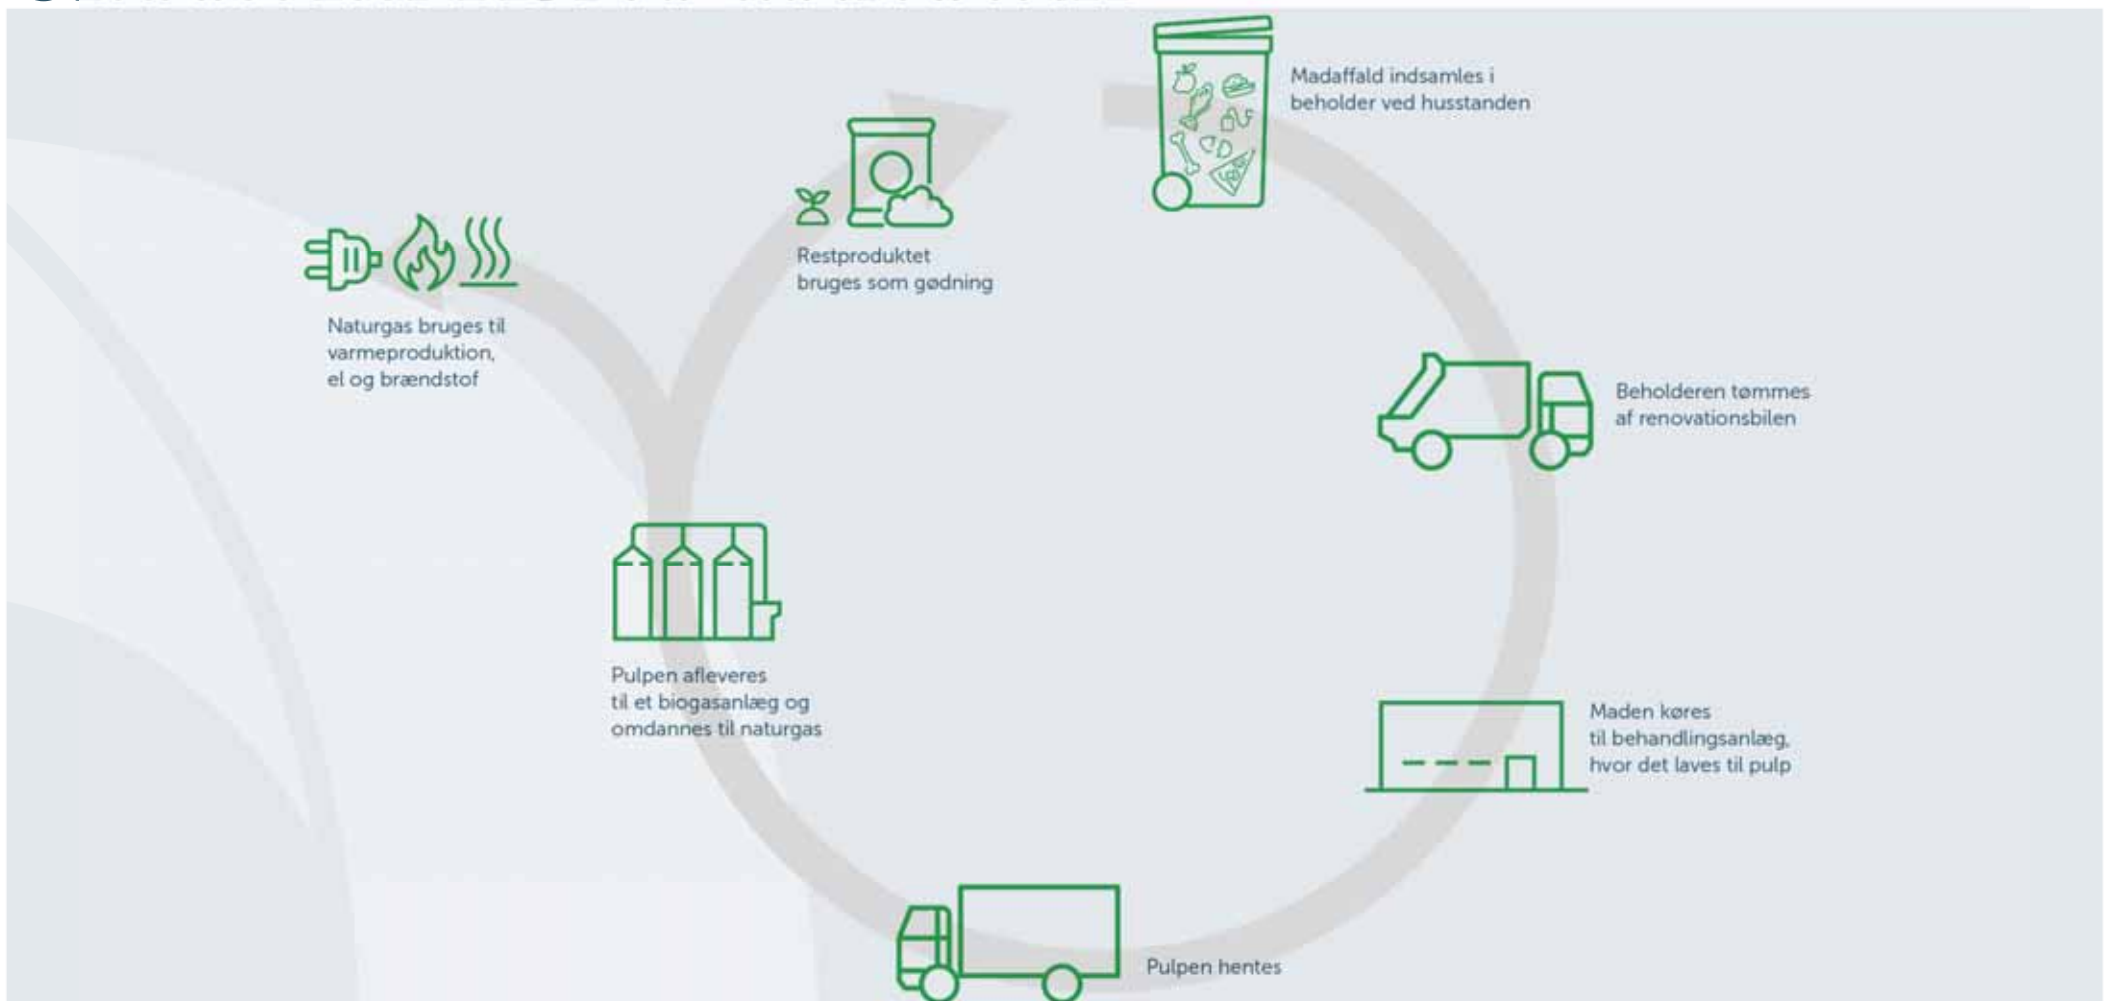 Madaffald indsamles i
beholder ved husstanden
Beholderen tømmes
af renovationsbilen
Maden køres
til behandlingsanlæg,
hvor det laves til pulp
Pulpen hentes
Pulpen afleveres
til et biogasanlæg og
omdannes til naturgas
Naturgas bruges til
varmeproduktion,
el og brændstof
Restproduktet
bruges som gødning